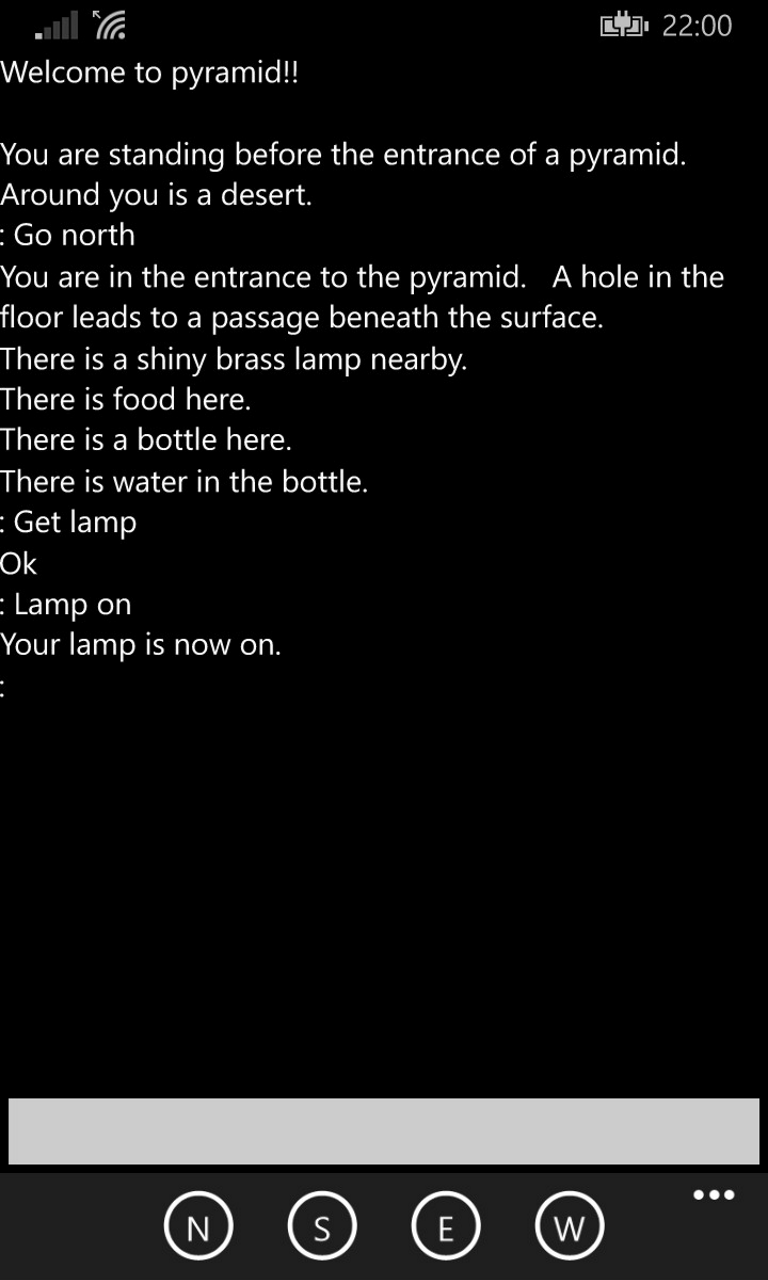 22:00
Welcome to pyramid!!
You are standing before the entrance of a pyramid.
Around you is a desert.
: Go north
You are in the entrance to the pyramid.   A hole in the
floor leads to a passage beneath the surface.
There is a shiny brass lamp nearby.
There is food here.
There is a bottle here.
There is water in the bottle.
: Get lamp
Ok
: Lamp on
Your lamp is now on.
:
N S E W